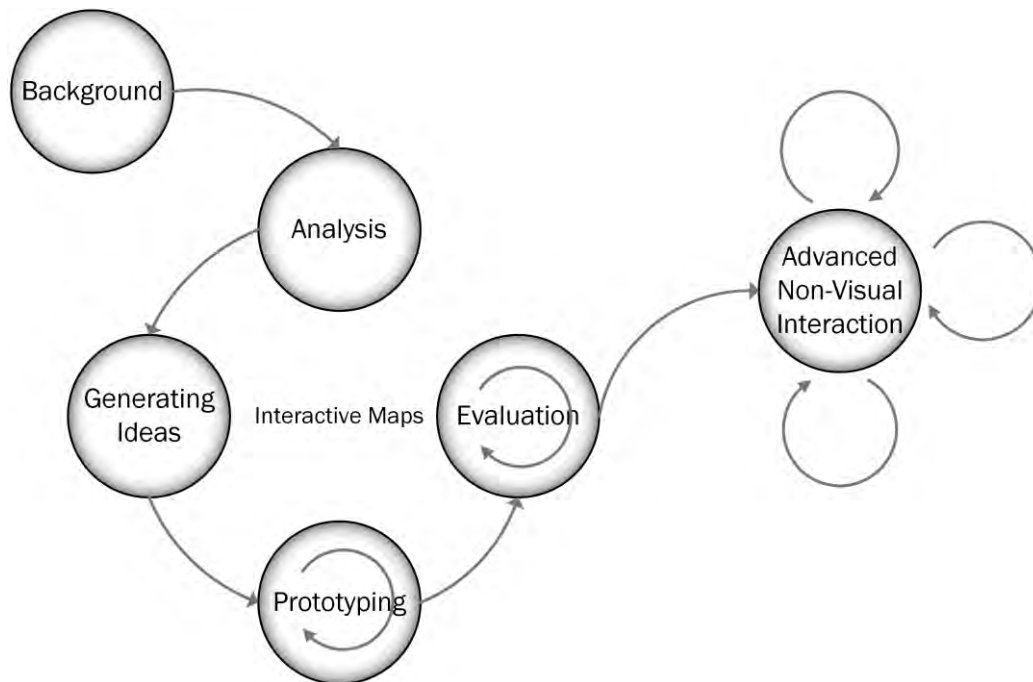 Background
Analysis
Generating
Ideas
Interactive Maps
Evaluation
Prototyping
Advanced
Non-Visual
Interaction